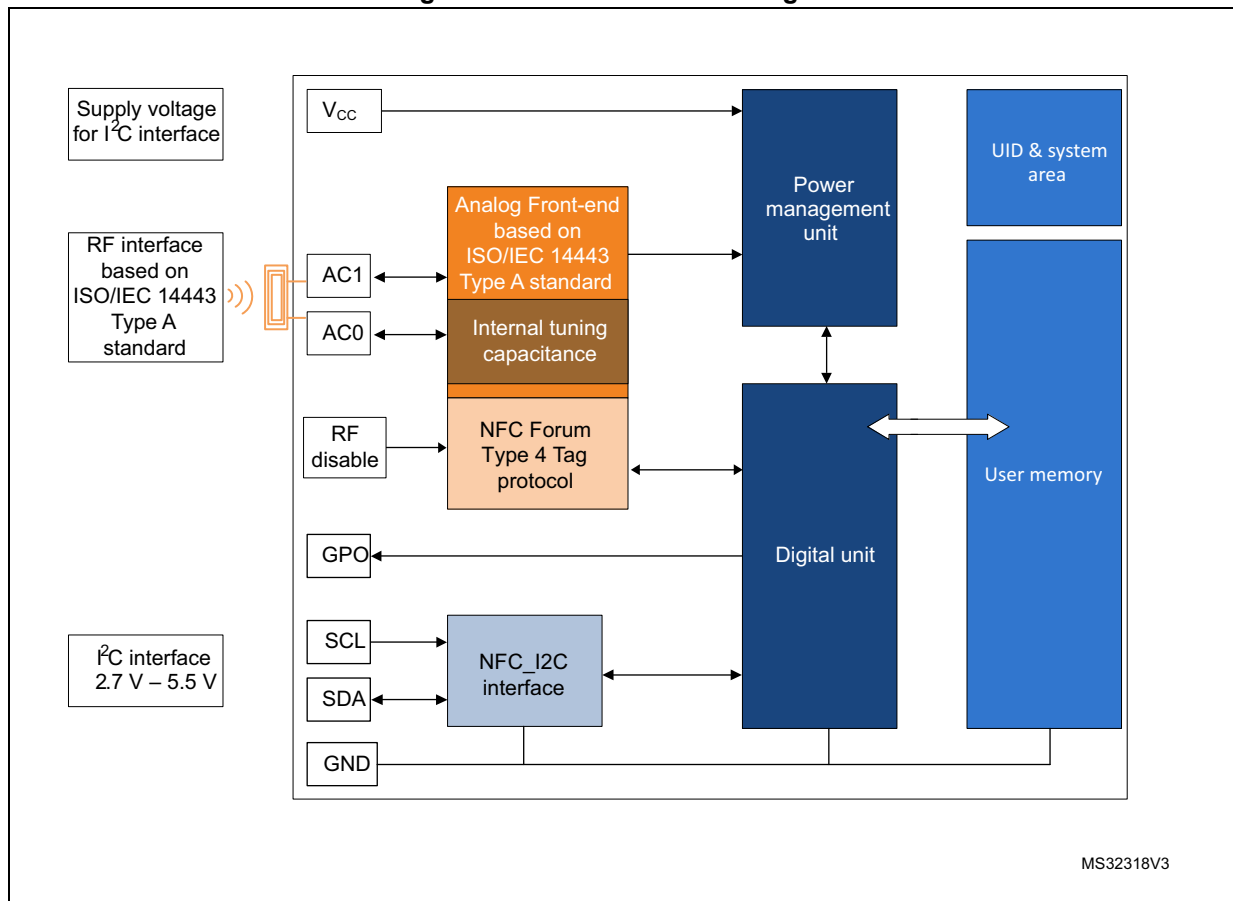 Supply voltage
for I²C interface
RF interface
based on
ISO/IEC 14443
Type A
standard
I²C interface
2.7 V – 5.5 V
VCC
AC1
AC0
RF
disable
GPO
SCL
SDA
GND
Analog Front-end
based on
ISO/IEC 14443
Type A standard
Internal tuning
capacitance
NFC Forum
Type 4 Tag
protocol
NFC_I2C
interface
Power
management
unit
Digital unit
UID & system
area
User memory
MS32318V3